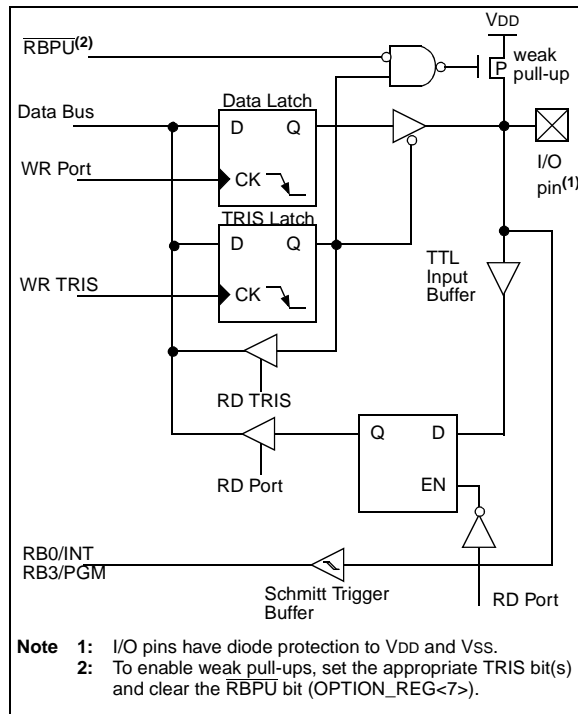 VDD
RBPU(2)
weak
pull-up
P
Data Latch
Data Bus
D Q
I/O
pin(1)
WR Port
CK
TRIS Latch
D Q
TTL
Input
Buffer
WR TRIS
CK
RD TRIS
Q D
RD Port
EN
RB0/INT
RB3/PGM
Schmitt Trigger
Buffer
RD Port
Note 1: I/O pins have diode protection to VDD and VSS.
2: To enable weak pull-ups, set the appropriate TRIS bit(s)
and clear the RBPU bit (OPTION_REG<7>).